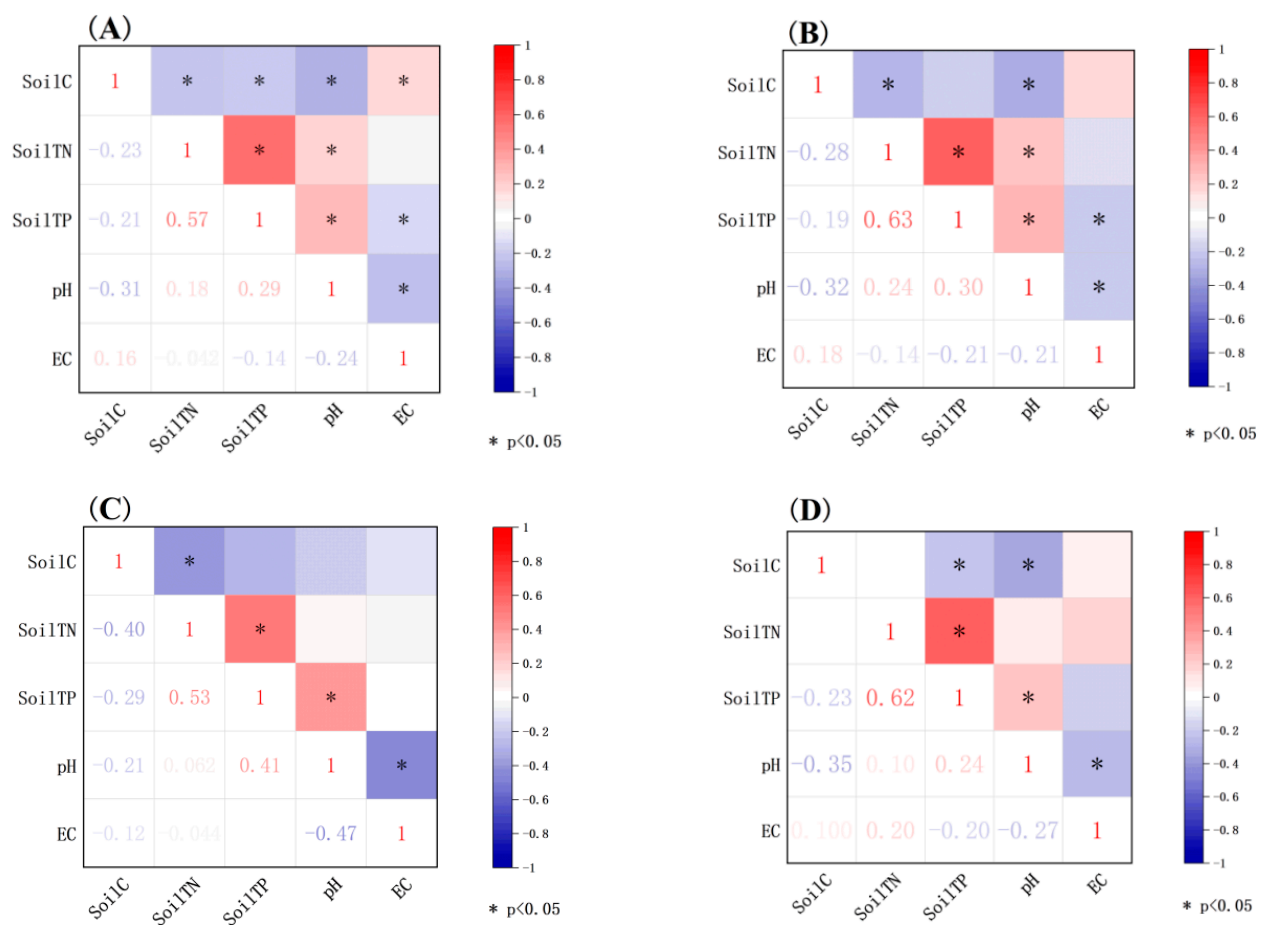 (A)
SoilC 1 * * * *
SoilTN -0.23 1 * *
SoilTP -0.21 0.57 1 * *
pH -0.31 0.18 0.29 1 *
EC 0.16 -0.042 -0.14 -0.24 1
SoilC SoilTN SoilTP pH EC
1
0.8
0.6
0.4
0.2
0
-0.2
-0.4
-0.6
-0.8
-1
* p<0.05
(B)
SoilC 1 * *
SoilTN -0.28 1 * *
SoilTP -0.19 0.63 1 * *
pH -0.32 0.24 0.30 1 *
EC 0.18 -0.14 -0.21 -0.21 1
SoilC SoilTN SoilTP pH EC
1
0.8
0.6
0.4
0.2
0
-0.2
-0.4
-0.6
-0.8
-1
* p<0.05
(C)
SoilC 1 *
SoilTN -0.40 1 *
SoilTP -0.29 0.53 1 *
pH -0.21 0.062 0.41 1 *
EC -0.12 -0.044 -0.47 1
SoilC SoilTN SoilTP pH EC
1
0.8
0.6
0.4
0.2
0
-0.2
-0.4
-0.6
-0.8
-1
* p<0.05
(D)
SoilC 1 * *
SoilTN 1 *
SoilTP -0.23 0.62 1 *
pH -0.35 0.10 0.24 1 *
EC 0.100 0.20 -0.20 -0.27 1
SoilC SoilTN SoilTP pH EC
1
0.8
0.6
0.4
0.2
0
-0.2
-0.4
-0.6
-0.8
-1
* p<0.05